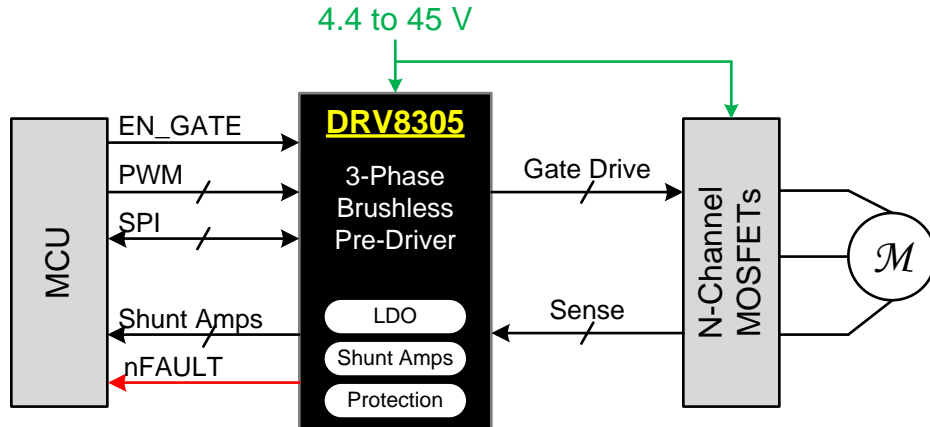 4.4 to 45 V
MCU
EN_GATE
PWM
SPI
Shunt Amps
nFAULT
DRV8305
3-Phase
Brushless
Pre-Driver
LDO
Shunt Amps
Protection
Gate Drive
Sense
N-Channel
MOSFETs
M